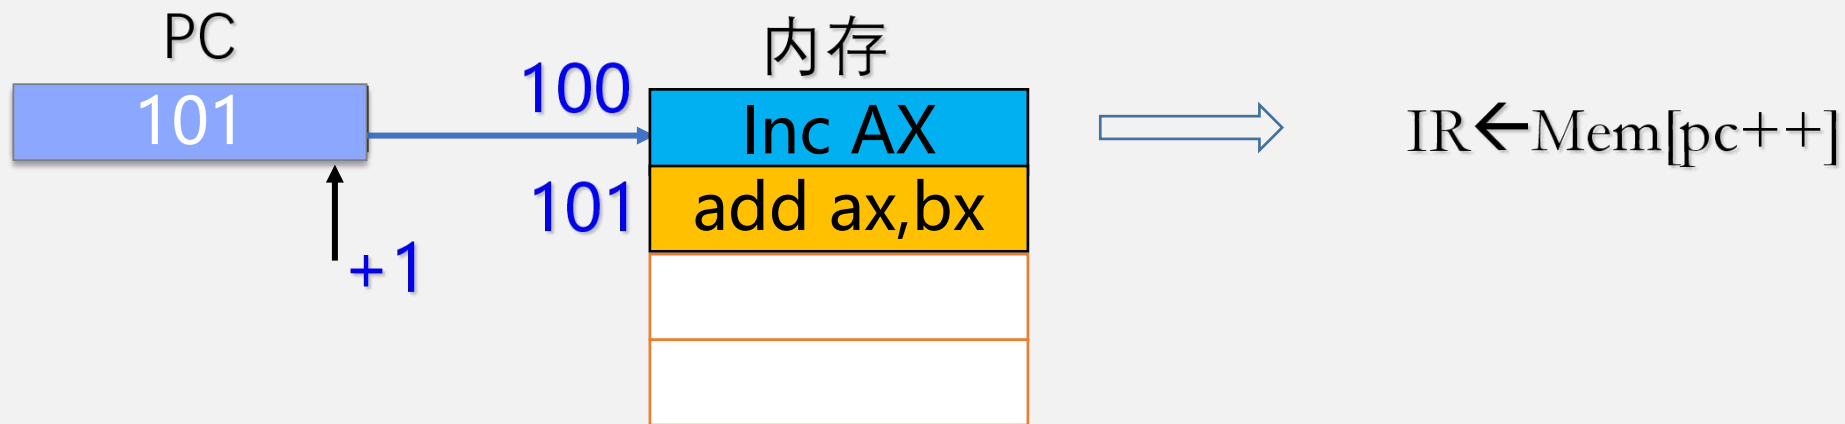 PC
101
+1
内存
100
Inc AX
101
add ax,bx
IR←Mem[pc++]